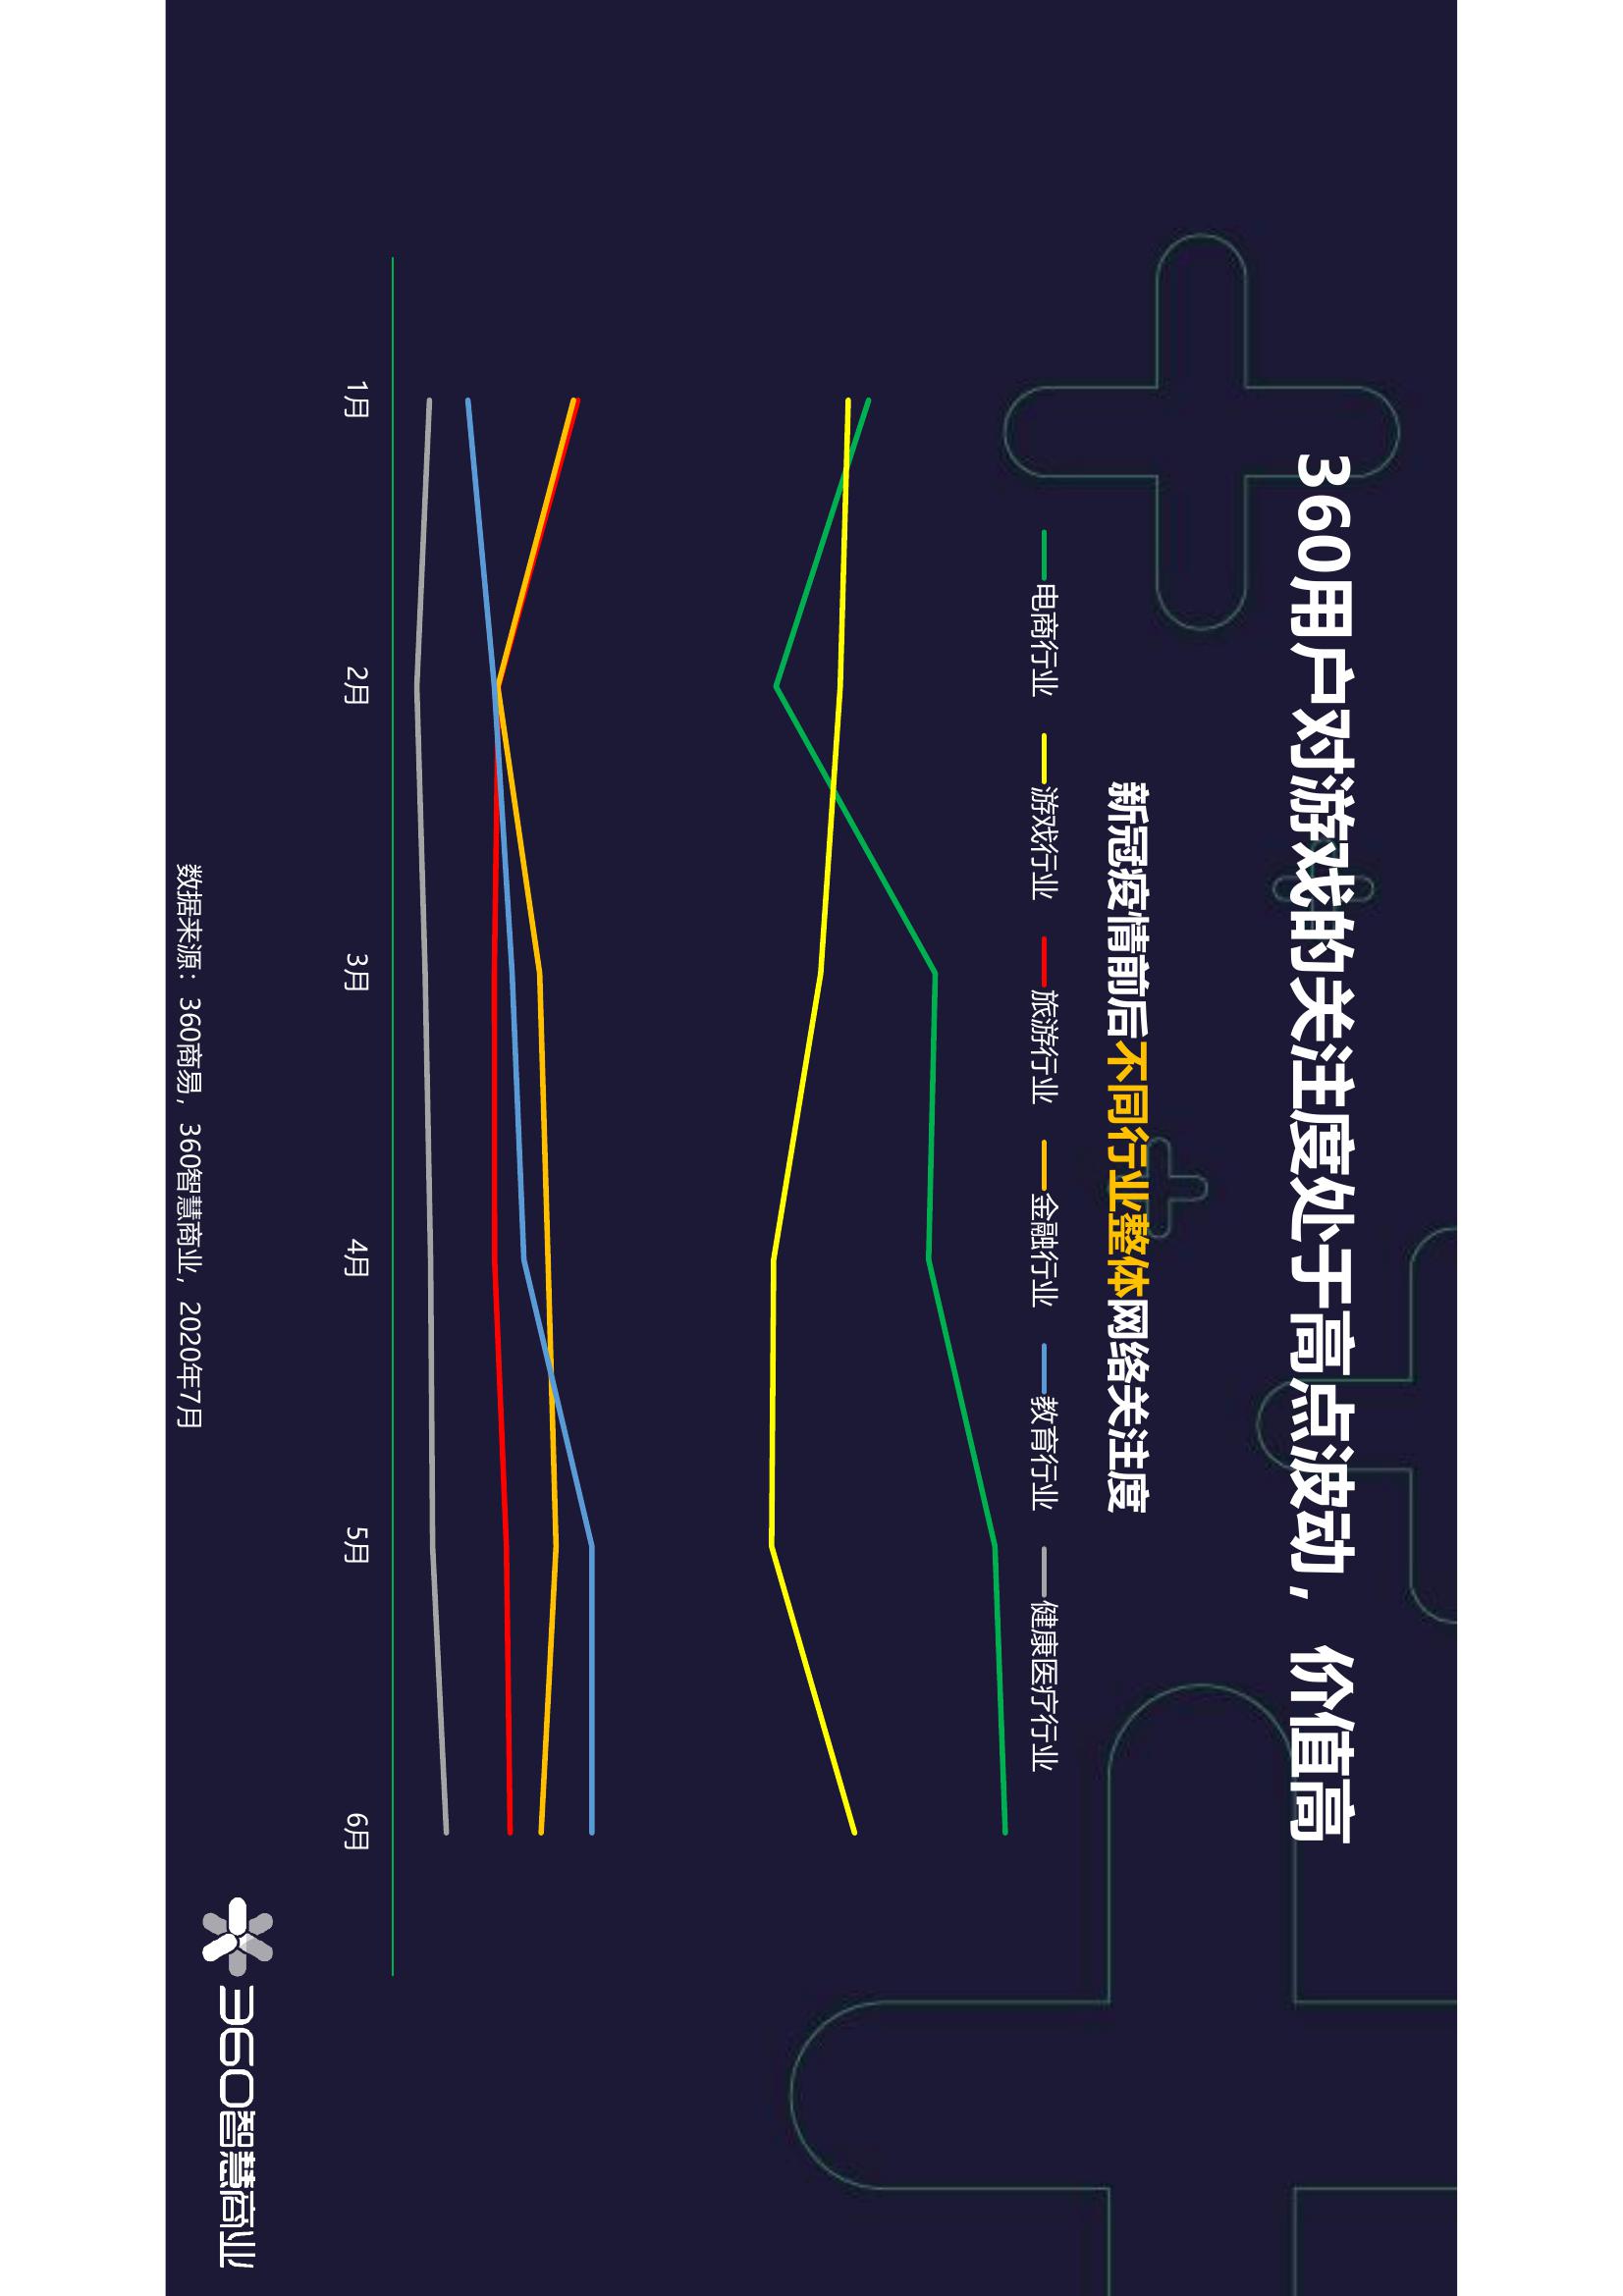 360用户对游戏的关注度处于高点波动，价值高
新冠疫情前后不同行业整体网络关注度
电商行业 游戏行业 旅游行业 金融行业 教育行业 健康医疗行业
1月 2月 3月 4月 5月 6月
数据来源：360商易，360智慧商业，2020年7月
360智慧商业